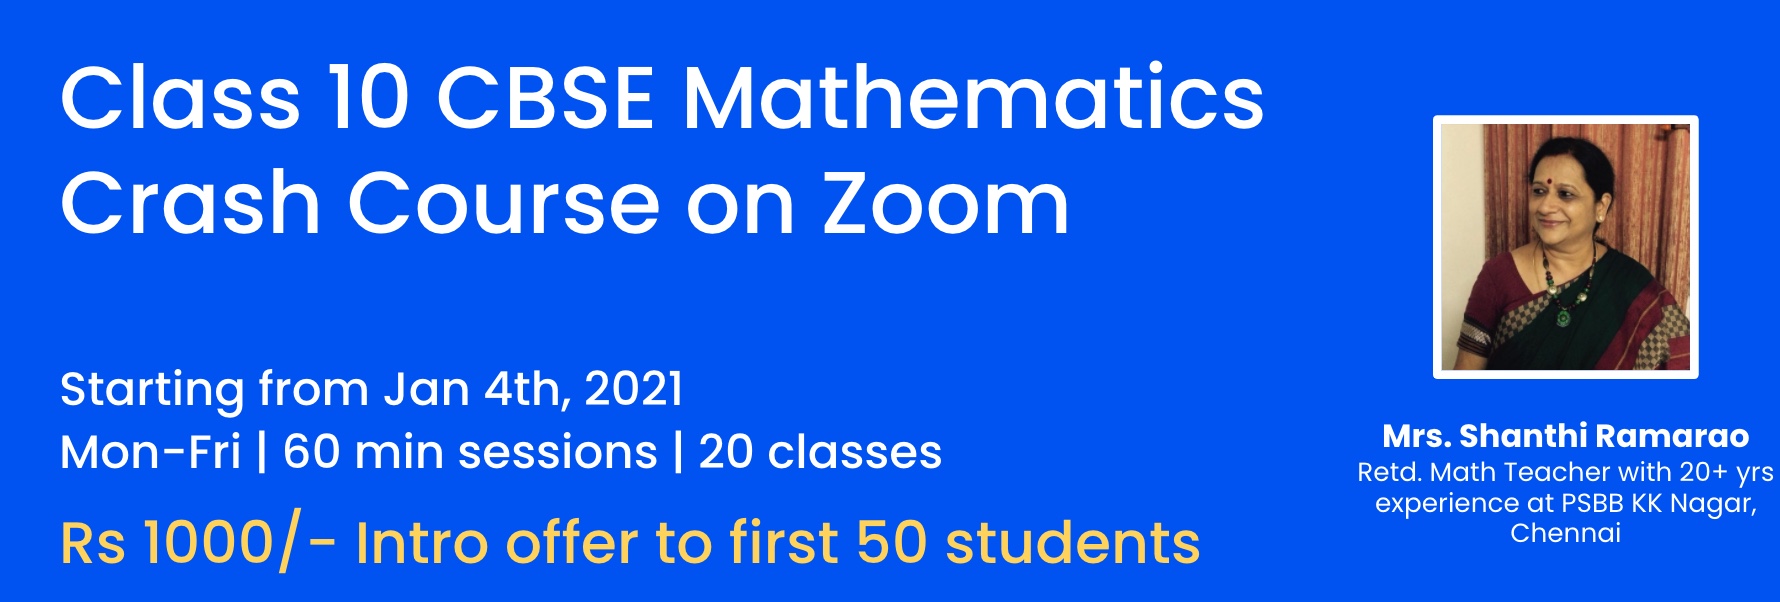 Class 10 CBSE Mathematics
Crash Course on Zoom
Starting from Jan 4th, 2021
Mon-Fri | 60 min sessions | 20 classes
Rs 1000/- Intro offer to first 50 students
Mrs. Shanthi Ramarao
Retd. Math Teacher with 20+ yrs
experience at PSBB KK Nagar,
Chennai